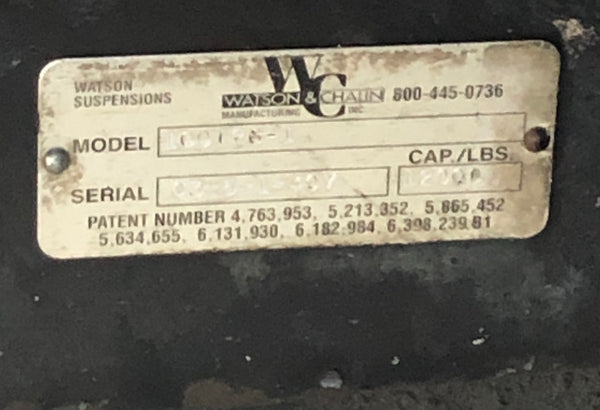 WATSON
SUSPENSIONS
WC
WATSON & CHALIN
MANUFACTURING INC.
800-445-0736
MODEL
CAP./LBS.
SERIAL
PATENT NUMBER 4,763,953, 5,213,352, 5,865,452
5,634,655, 6,131,930, 6,182,984, 6,398,239.B1